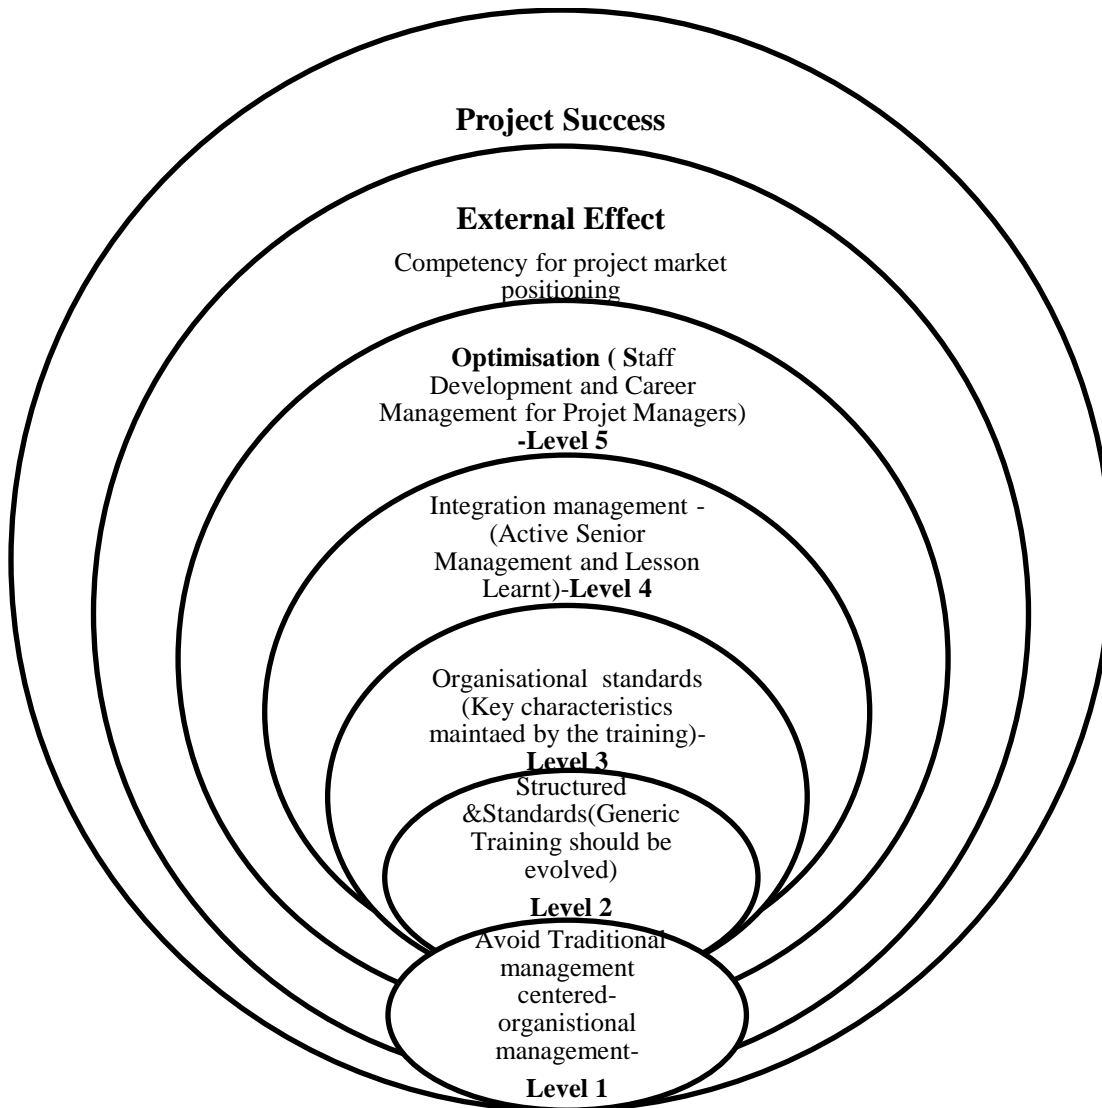 Project Success
External Effect
Competency for project market
positioning
Optimisation ( Staff
Development and Career
Management for Projet Managers)
-Level 5
Integration management -
(Active Senior
Management and Lesson
Learnt)-Level 4
Organisational standards
(Key characteristics
maintaed by the training)-
Level 3
Structured
&Standards(Generic
Training should be
evolved)
Level 2
Avoid Traditional
management
centered-
organistional
management-
Level 1